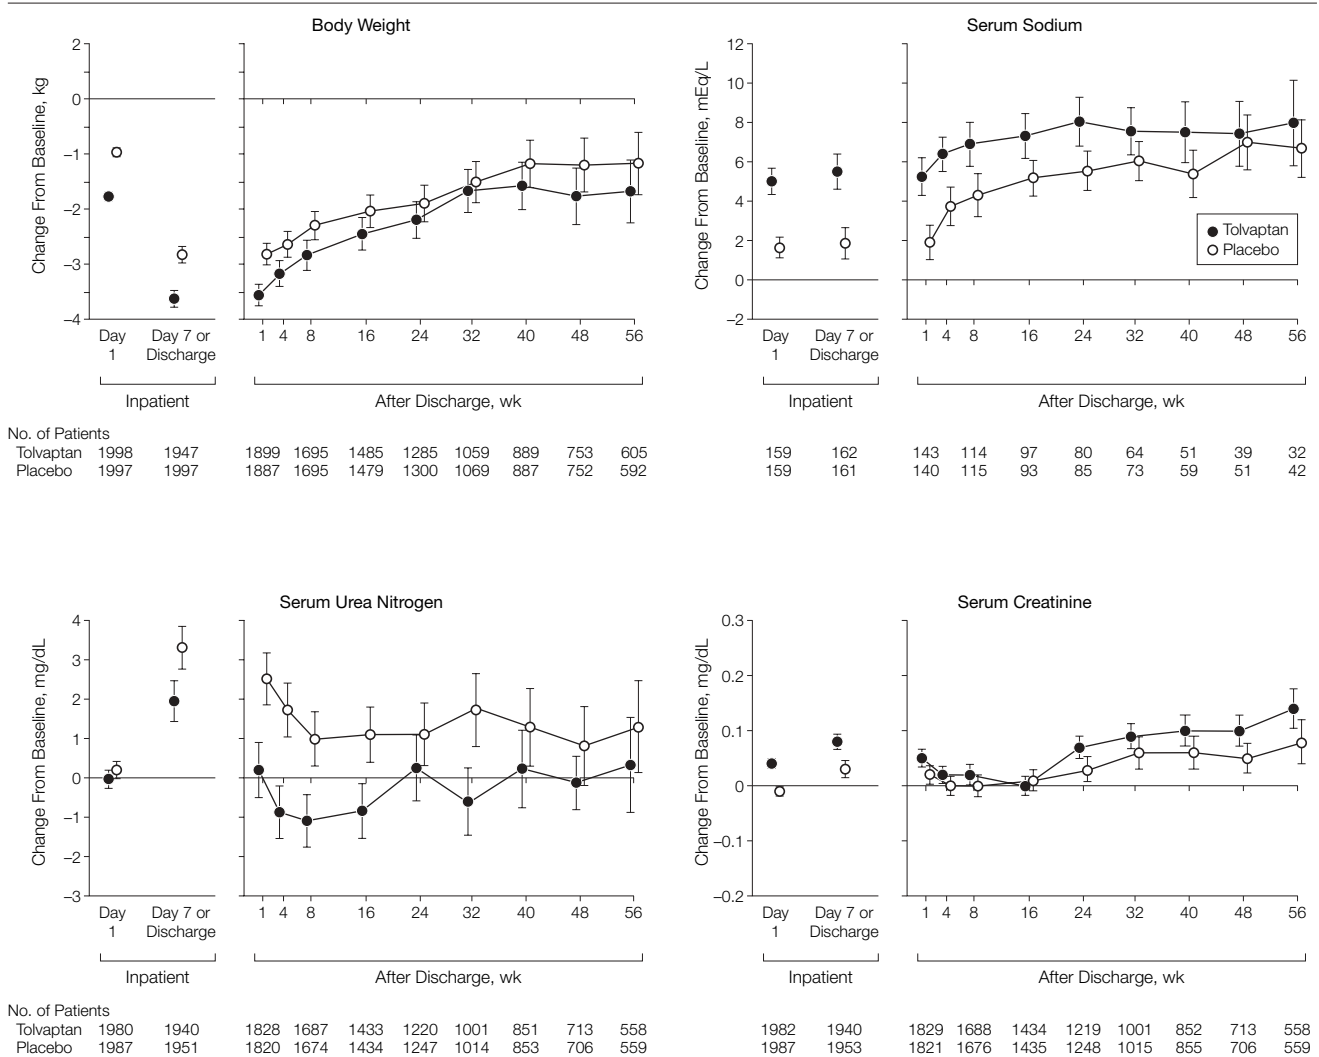 Body Weight
Change From Baseline, kg
2
0
–1
–2
–3
–4
Day 1
Day 7 or Discharge
1 4 8 16 24 32 40 48 56
Inpatient
After Discharge, wk
No. of Patients
Tolvaptan 1998 1947 1899 1695 1485 1285 1059 889 753 605
Placebo 1997 1997 1887 1695 1479 1300 1069 887 752 592
Serum Sodium
Change From Baseline, mEq/L
12
10
8
6
4
2
0
–2
Tolvaptan
Placebo
Day 1
Day 7 or Discharge
1 4 8 16 24 32 40 48 56
Inpatient
After Discharge, wk
159 162 143 114 97 80 64 51 39 32
159 161 140 115 93 85 73 59 51 42
Serum Urea Nitrogen
Change From Baseline, mg/dL
4
3
2
1
0
–1
–2
–3
Day 1
Day 7 or Discharge
1 4 8 16 24 32 40 48 56
Inpatient
After Discharge, wk
No. of Patients
Tolvaptan 1980 1940 1828 1687 1433 1220 1001 851 713 558
Placebo 1987 1951 1820 1674 1434 1247 1014 853 706 559
Serum Creatinine
Change From Baseline, mg/dL
0.3
0.2
0.1
0
–0.1
–0.2
Day 1
Day 7 or Discharge
1 4 8 16 24 32 40 48 56
Inpatient
After Discharge, wk
1982 1940 1829 1688 1434 1219 1001 852 713 558
1987 1953 1821 1676 1435 1248 1015 855 706 559